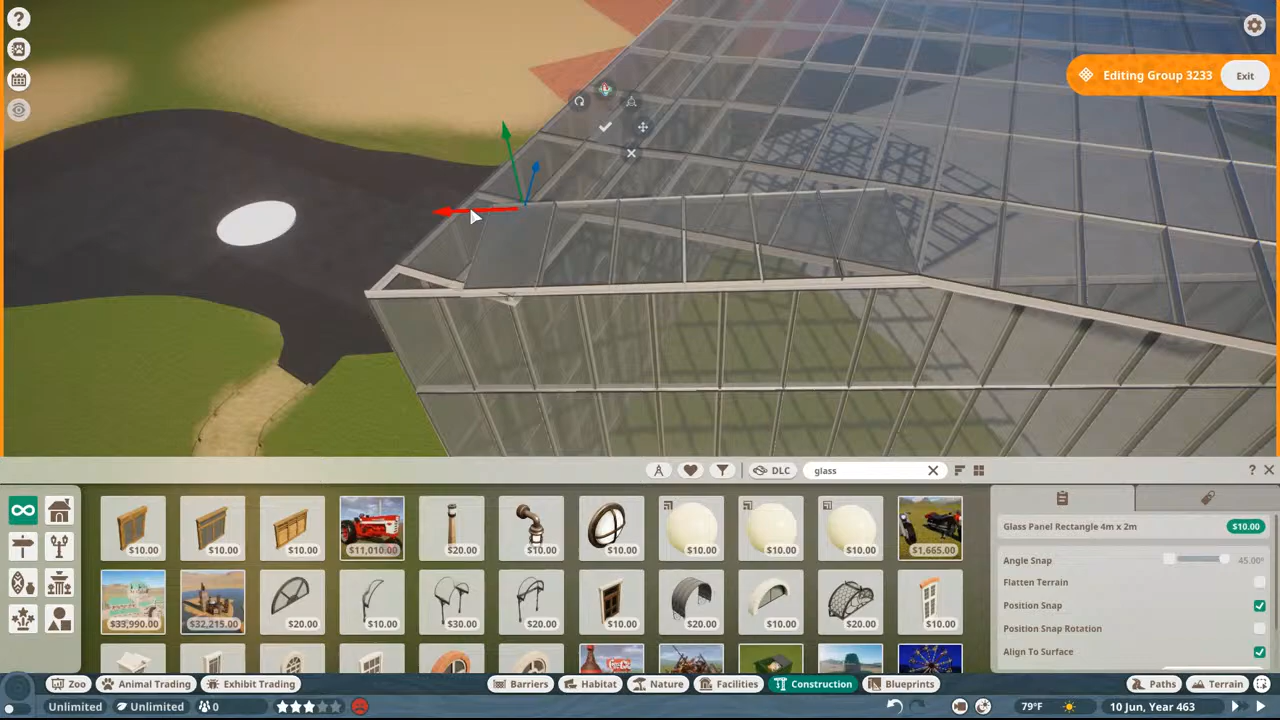 ?
Editing Group 3233
Exit
DLC
glass
?
$10.00
$10.00
$10.00
$11,010.00
$20.00
$10.00
$10.00
$10.00
$10.00
$10.00
$1,665.00
$33,990.00
$32,215.00
$20.00
$10.00
$30.00
$20.00
$10.00
$20.00
$10.00
$20.00
$10.00
Glass Panel Rectangle 4m x 2m
$10.00
Angle Snap
45.00°
Flatten Terrain
Position Snap
Position Snap Rotation
Align To Surface
Zoo
Animal Trading
Exhibit Trading
Barriers
Habitat
Nature
Facilities
Construction
Blueprints
Paths
Terrain
Unlimited
Unlimited
0
79°F
10 Jun, Year 463